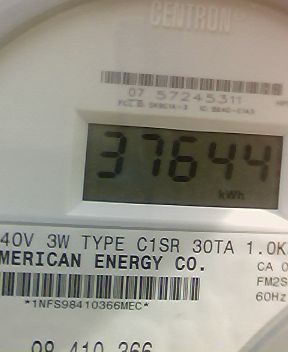 CENTRON
07 57245311
37644
kWh
40V 3W TYPE C1SR 30TA 1.0K
MERICAN ENERGY CO.
CA 0
FM2S
*1NFS98410366MEC*
60Hz
98 410 366